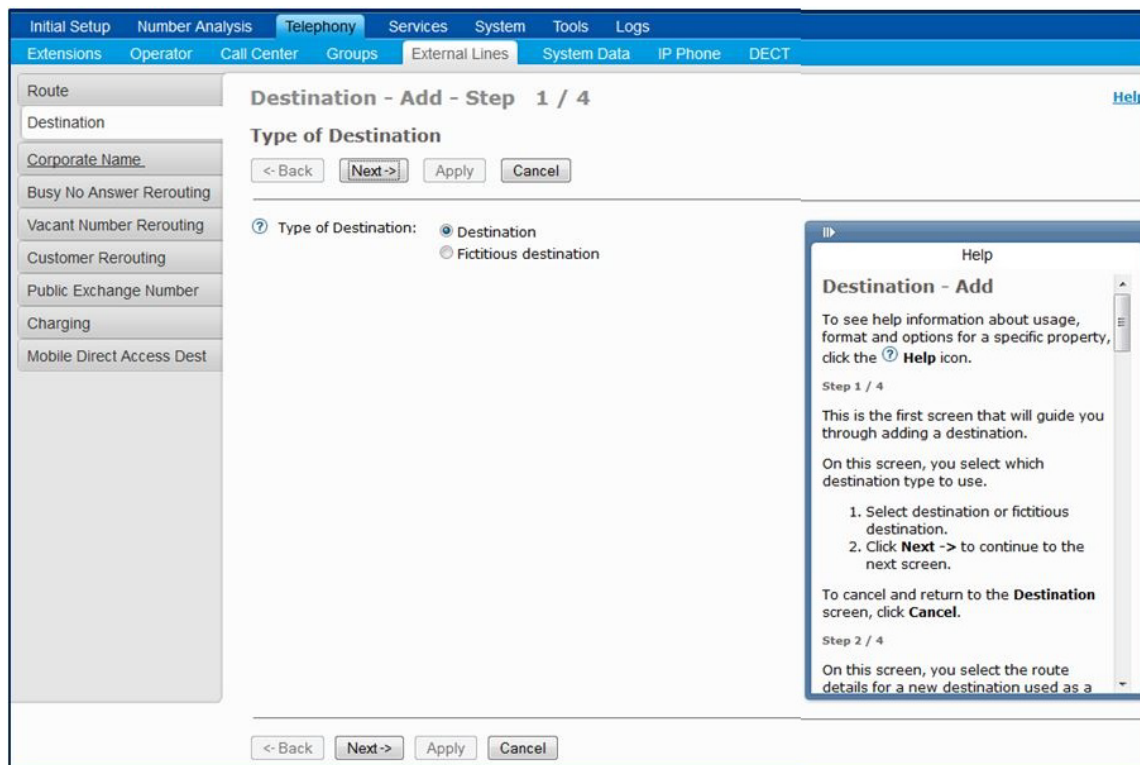 Initial Setup Number Analysis Telephony Services System Tools Logs
Extensions Operator Call Center Groups External Lines System Data IP Phone DECT
Route
Destination
Corporate Name
Busy No Answer Rerouting
Vacant Number Rerouting
Customer Rerouting
Public Exchange Number
Charging
Mobile Direct Access Dest
Destination - Add - Step 1 / 4
Help
Type of Destination
<- Back Next -> Apply Cancel
? Type of Destination: Destination
Fictitious destination
Help
Destination - Add
To see help information about usage,
format and options for a specific property,
click the ? Help icon.
Step 1 / 4
This is the first screen that will guide you
through adding a destination.
On this screen, you select which
destination type to use.
1. Select destination or fictitious
destination.
2. Click Next -> to continue to the
next screen.
To cancel and return to the Destination
screen, click Cancel.
Step 2 / 4
On this screen, you select the route
details for a new destination used as a
<- Back Next -> Apply Cancel